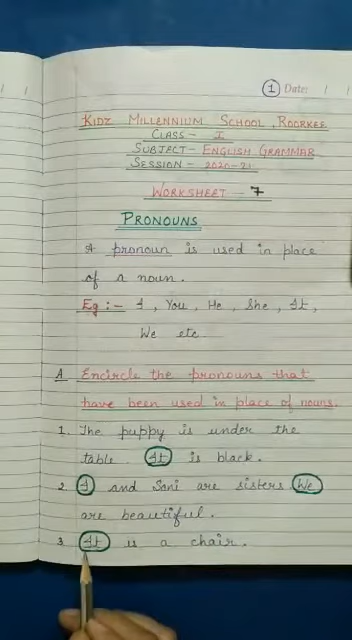 1 Date: / /
KIDZ MILLENNIUM SCHOOL, ROORKEE
CLASS - I
SUBJECT - ENGLISH GRAMMAR
SESSION - 2020-21
WORKSHEET - 7
PRONOUNS
A pronoun is used in place
of a noun.
Eg :- I, You, He, She, It,
We etc
A Encircle the pronouns that
have been used in place of nouns.
1. The puppy is under the
table. It is black.
2 I and Soni are sisters We
are beautiful.
3 It is a chair.